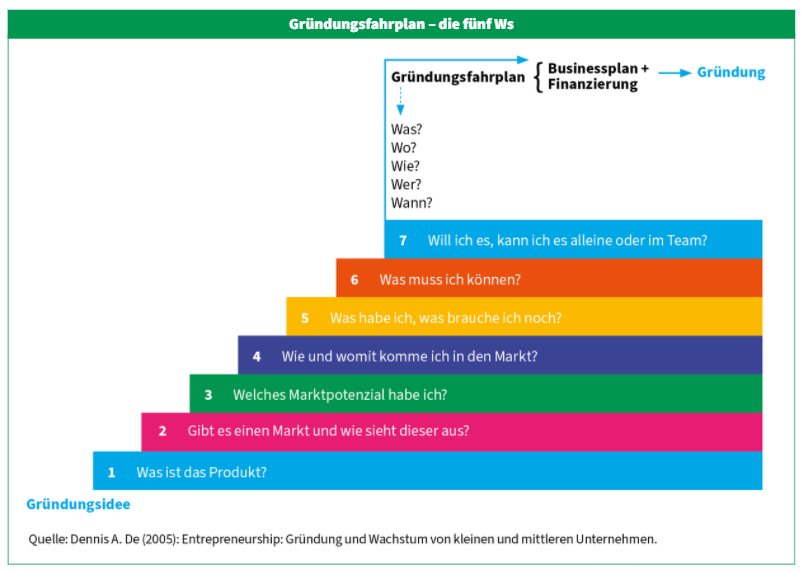 Gründungsfahrplan – die fünf Ws
Gründungsfahrplan { Businessplan +
Finanzierung
Gründung
Was?
Wo?
Wie?
Wer?
Wann?
7 Will ich es, kann ich es alleine oder im Team?
6 Was muss ich können?
5 Was habe ich, was brauche ich noch?
4 Wie und womit komme ich in den Markt?
3 Welches Marktpotenzial habe ich?
2 Gibt es einen Markt und wie sieht dieser aus?
1 Was ist das Produkt?
Gründungsidee
Quelle: Dennis A. De (2005): Entrepreneurship: Gründung und Wachstum von kleinen und mittleren Unternehmen.